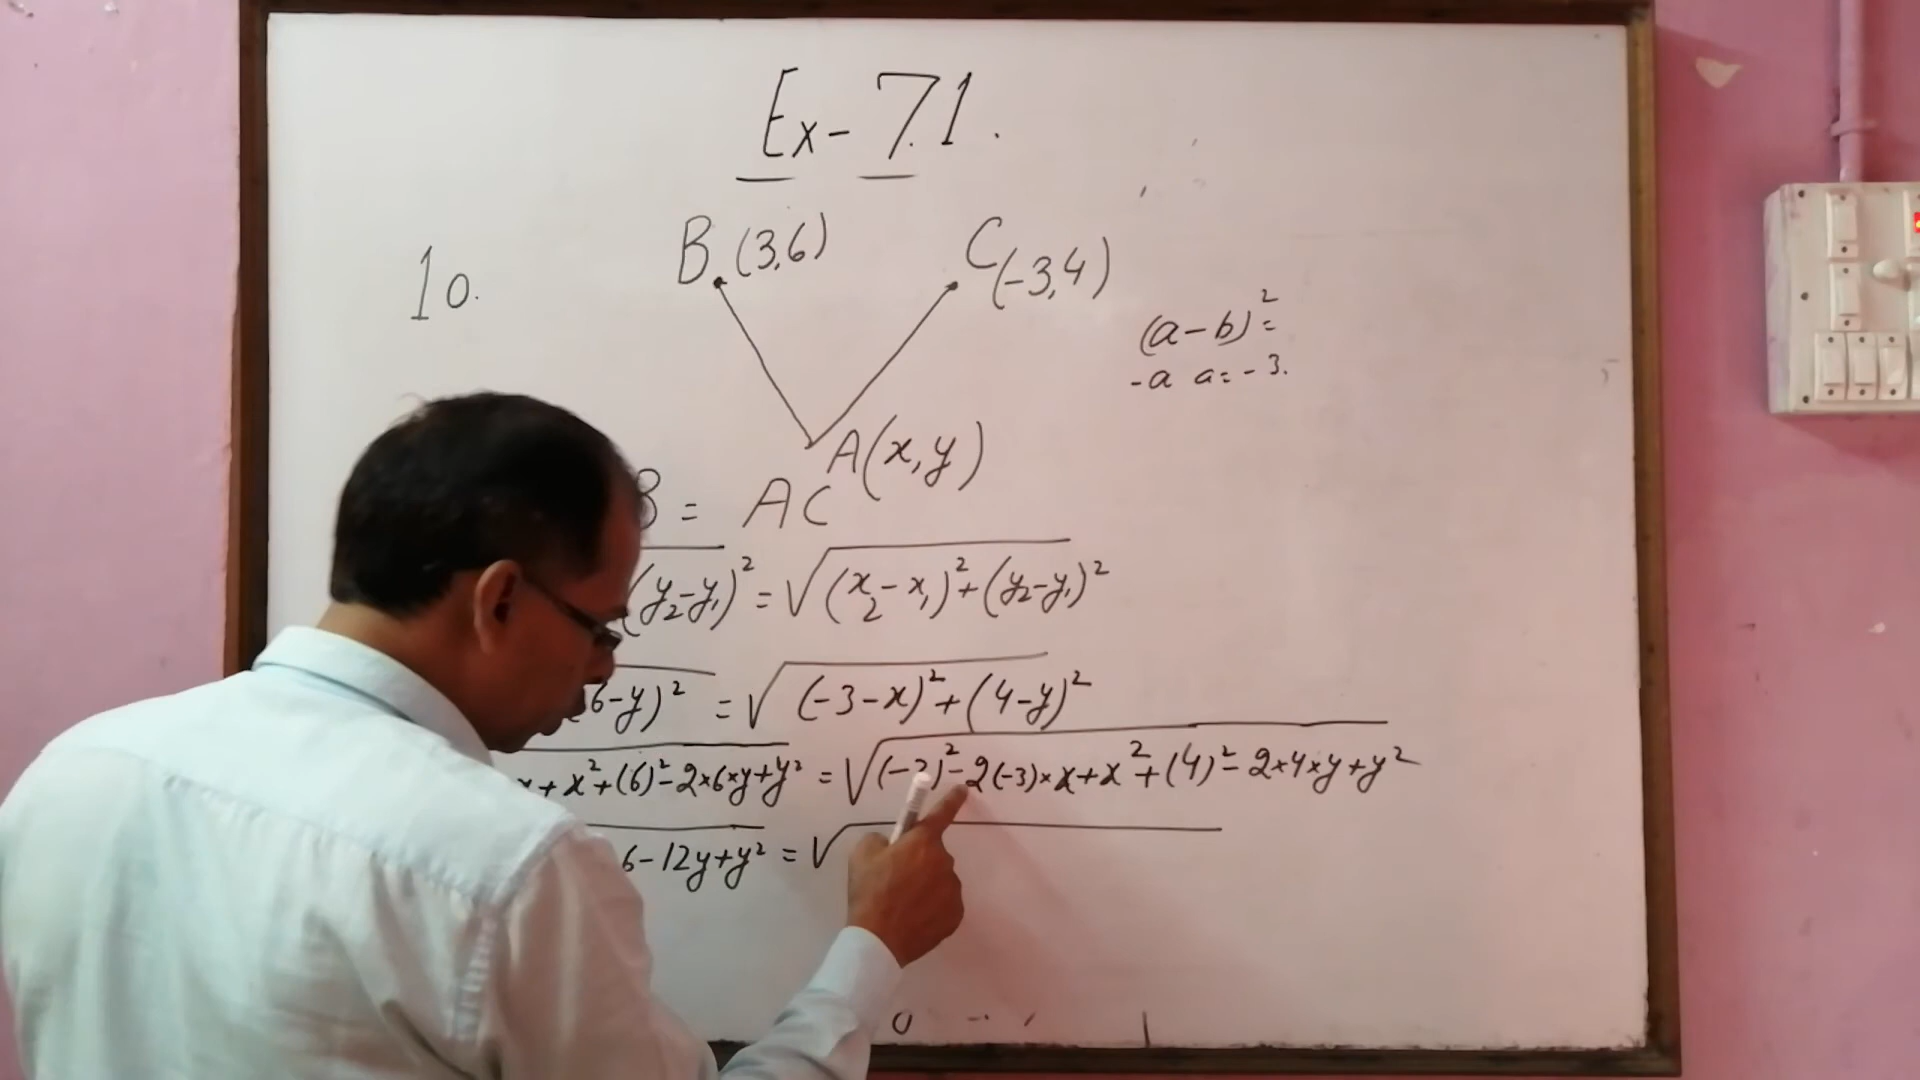 Ex- 7.1.
10.
B. (3,6)
C (-3,4)
(a-b)²=
-a a=-3.
A(x,y)
B = AC
(y₂-y₁)² = √(x₂-x₁)²+(y₂-y₁)²
(6-y)² = √(-3-x)²+(4-y)²
x+x²+(6)²-2×6×y+y² = √(-3)²-2(-3)×x+x²+(4)²-2×4×y+y²
6-12y+y² = √